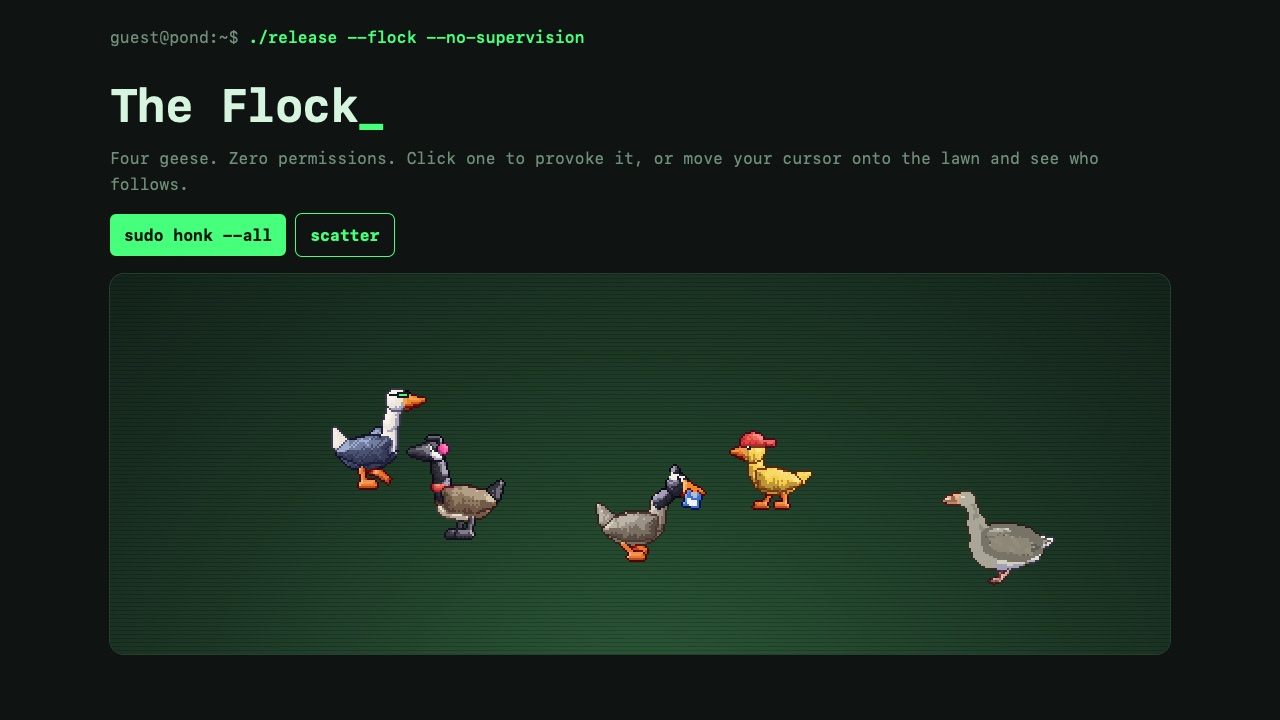 guest@pond:~$ ./release --flock --no-supervision
The Flock_
Four geese. Zero permissions. Click one to provoke it, or move your cursor onto the lawn and see who
follows.
sudo honk --all
scatter